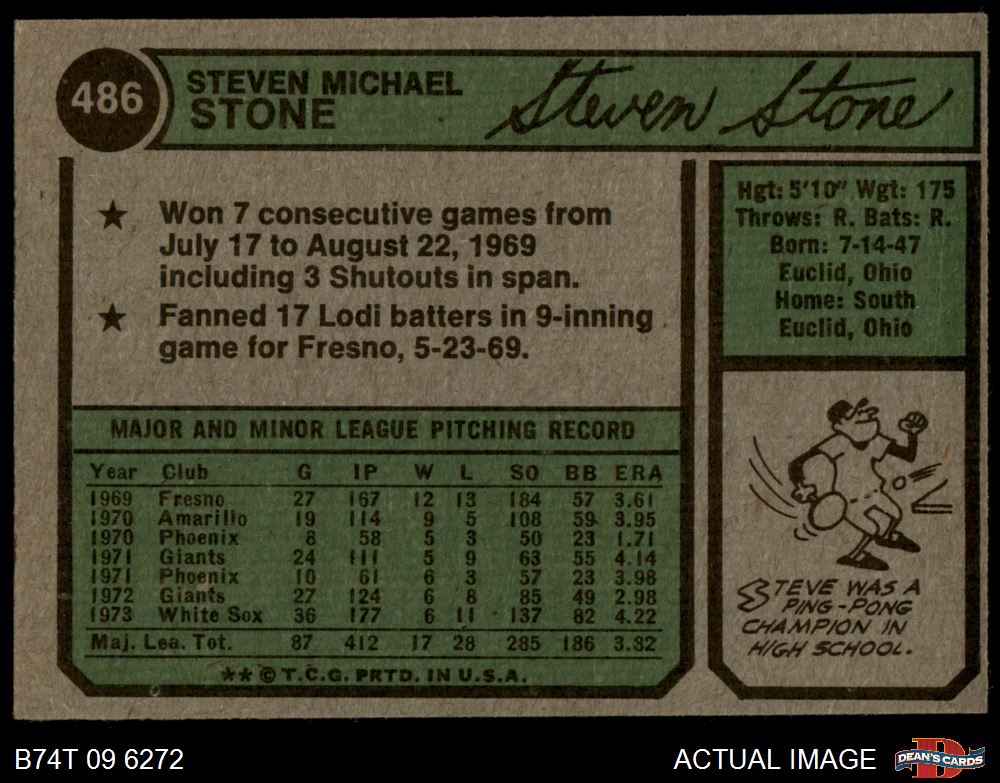 486
STEVEN MICHAEL
STONE
Steven Stone
★ Won 7 consecutive games from
July 17 to August 22, 1969
including 3 Shutouts in span.
★ Fanned 17 Lodi batters in 9-inning
game for Fresno, 5-23-69.
Hgt: 5'10" Wgt: 175
Throws: R. Bats: R.
Born: 7-14-47
Euclid, Ohio
Home: South
Euclid, Ohio
MAJOR AND MINOR LEAGUE PITCHING RECORD
Year Club G IP W L SO BB ERA
1969 Fresno 27 167 12 13 184 57 3.61
1970 Amarillo 19 114 9 5 108 59 3.95
1970 Phoenix 8 58 5 3 50 23 1.71
1971 Giants 24 111 5 9 63 55 4.14
1971 Phoenix 10 61 6 3 57 23 3.98
1972 Giants 27 124 6 8 85 49 2.98
1973 White Sox 36 177 6 11 137 82 4.22
Maj. Lea. Tot. 87 412 17 28 285 186 3.82
** © T.C.G. PRTD. IN U.S.A.
STEVE WAS A
PING-PONG
CHAMPION IN
HIGH SCHOOL.
B74T 09 6272
ACTUAL IMAGE
D
DEAN'S CARDS